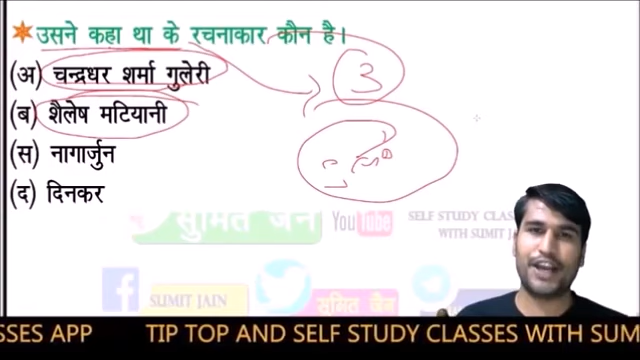 उसने कहा था के रचनाकार कौन है।
(अ) चन्द्रधर शर्मा गुलेरी
(ब) शैलेष मटियानी
(स) नागार्जुन
(द) दिनकर
3
सुमित जैन
YouTube
SELF STUDY CLASSES
WITH SUMIT JAIN
SUMIT JAIN
सुमित जैन
SSES APP TIP TOP AND SELF STUDY CLASSES WITH SUM